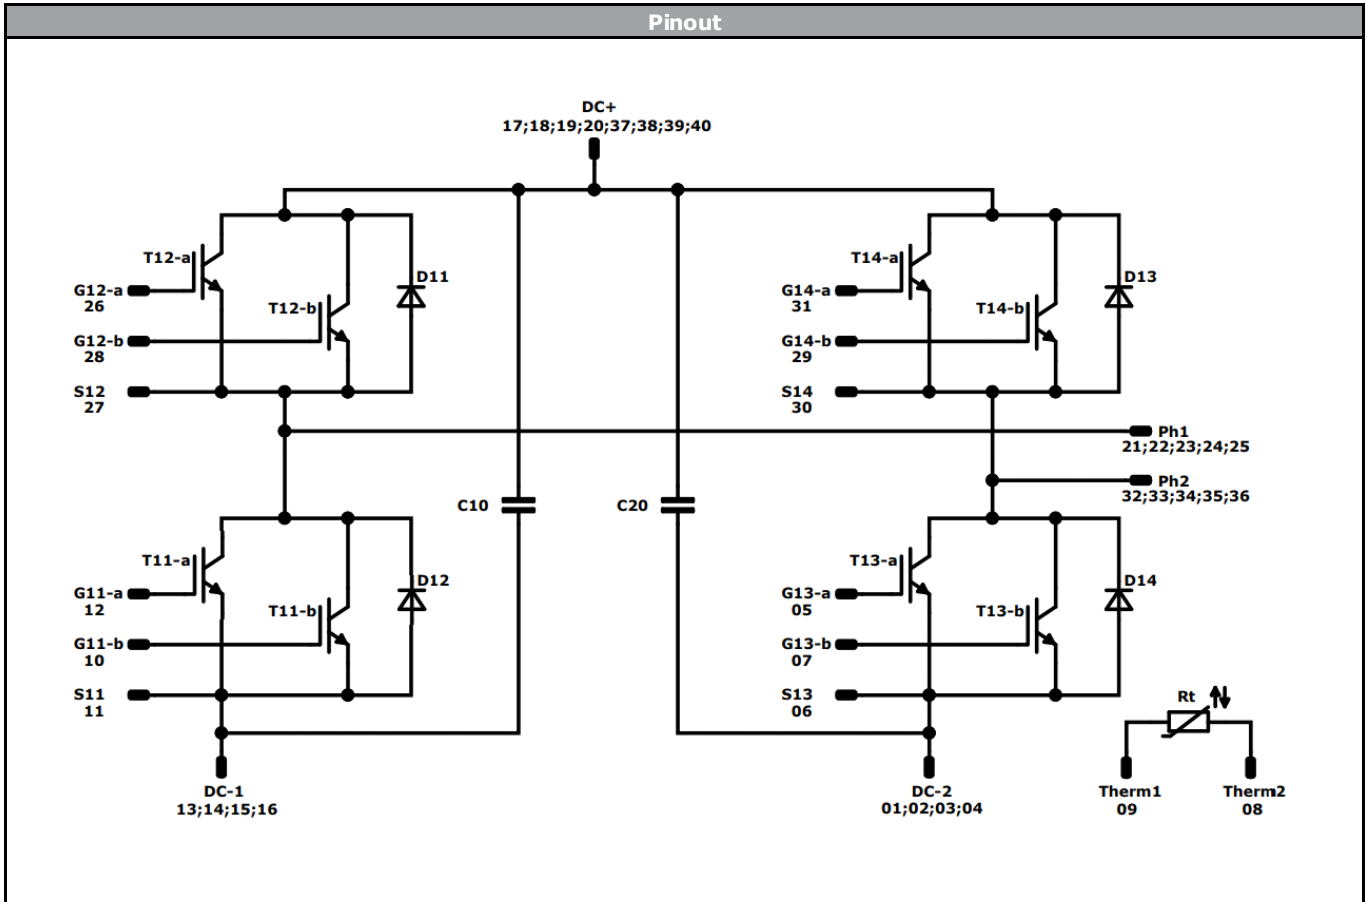 Pinout
DC+
17;18;19;20;37;38;39;40
T12-a
G12-a
26
T12-b
D11
G12-b
28
S12
27
T14-a
G14-a
31
T14-b
D13
G14-b
29
S14
30
Ph1
21;22;23;24;25
Ph2
32;33;34;35;36
C10
C20
T11-a
G11-a
12
T11-b
D12
G11-b
10
S11
11
T13-a
G13-a
05
T13-b
D14
G13-b
07
S13
06
Rt
DC-1
13;14;15;16
DC-2
01;02;03;04
Therm1
09
Therm2
08